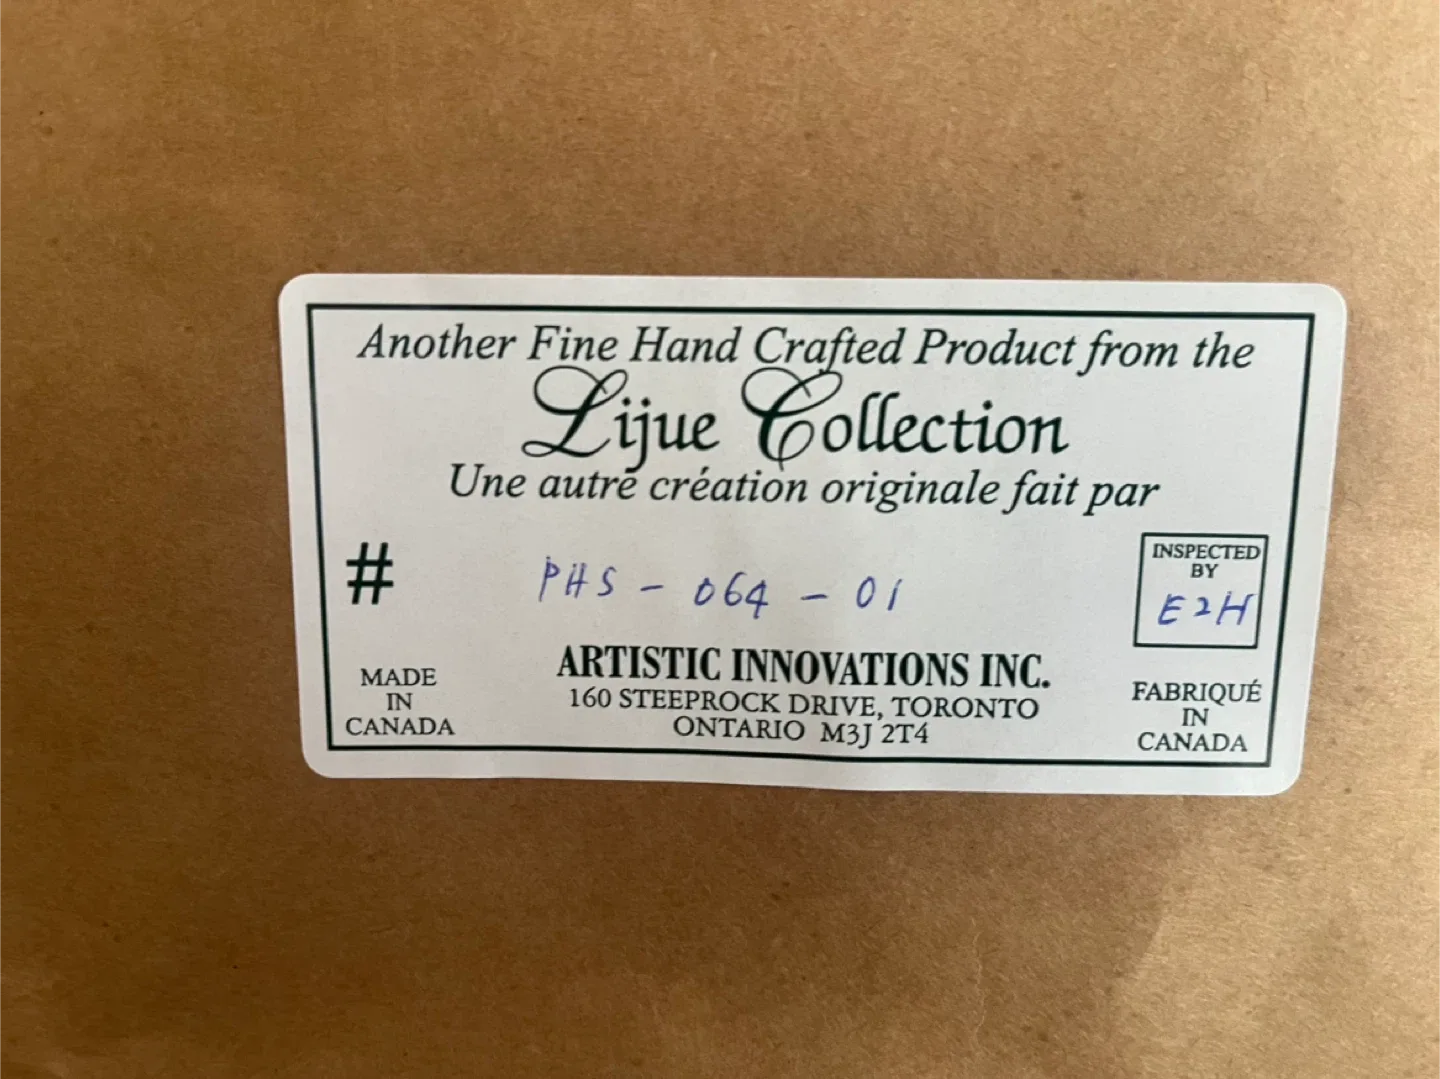 Another Fine Hand Crafted Product from the
Lijue Collection
Une autre création originale fait par
# PHS - 064 - 01
INSPECTED
BY
E2H
ARTISTIC INNOVATIONS INC.
160 STEEPROCK DRIVE, TORONTO
ONTARIO M3J 2T4
MADE
IN
CANADA
FABRIQUÉ
IN
CANADA